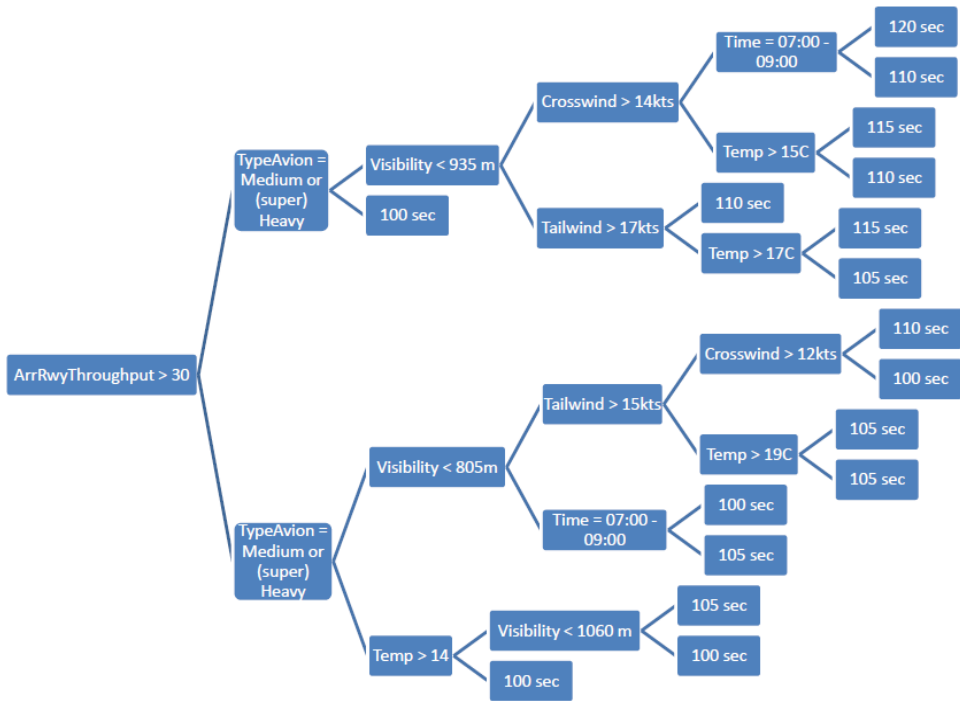 Time = 07:00 -
09:00
120 sec
110 sec
Crosswind > 14kts
Temp > 15C
115 sec
110 sec
TypeAvion =
Medium or
(super)
Heavy
Visibility < 935 m
100 sec
Tailwind > 17kts
110 sec
Temp > 17C
115 sec
105 sec
ArrRwyThroughput > 30
Crosswind > 12kts
110 sec
100 sec
Tailwind > 15kts
Temp > 19C
105 sec
105 sec
Visibility < 805m
Time = 07:00 -
09:00
100 sec
105 sec
TypeAvion =
Medium or
(super)
Heavy
Temp > 14
Visibility < 1060 m
105 sec
100 sec
100 sec